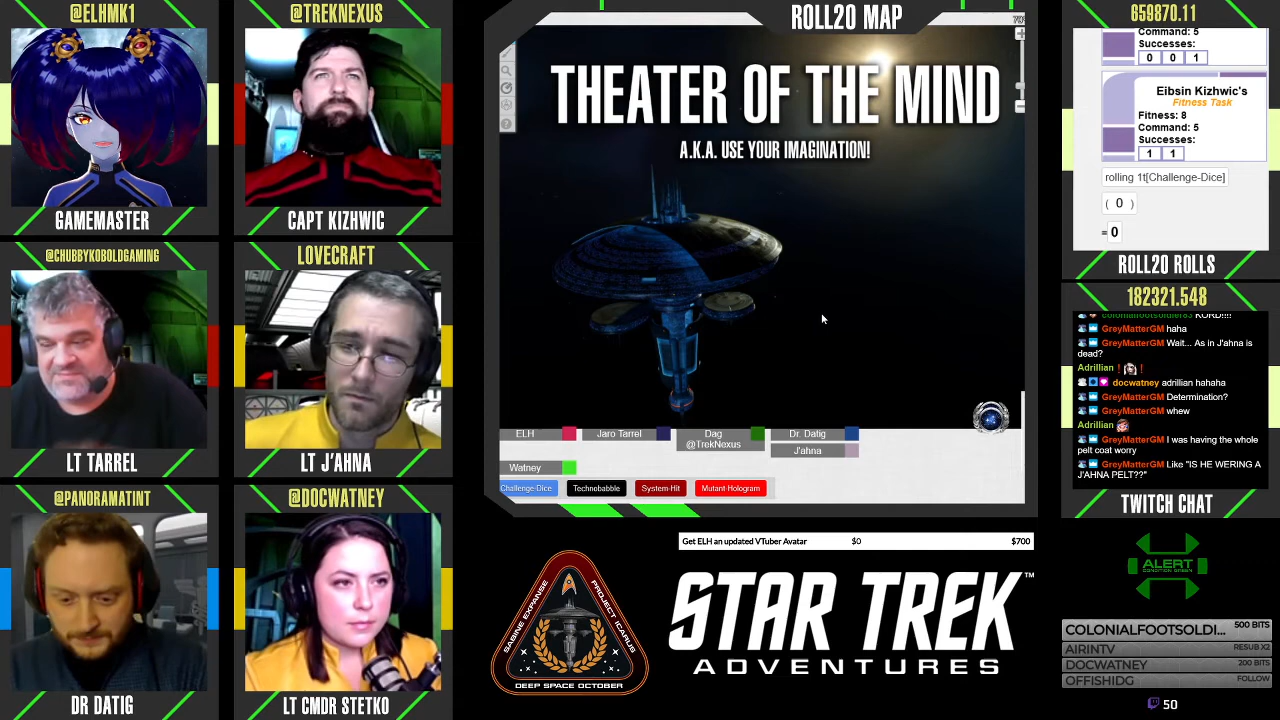 @ELHMK1
GAMEMASTER
@TREKNEXUS
CAPT KIZHWIC
@CHUBBYKOBOLDGAMING
LT TARREL
LOVECRAFT
LT J'AHNA
@PANORAMATINT
DR DATIG
@DOCWATNEY
LT CMDR STETKO
ROLL20 MAP
THEATER OF THE MIND
A.K.A. USE YOUR IMAGINATION!
ELH
Jaro Tarrel
Dag
@TrekNexus
Dr. Datig
J'ahna
Watney
Challenge-Dice
Technobabble
System-Hit
Mutant-Hologram
Get ELH an updated VTuber Avatar $0 $700
SABINE EXPANSE
PROJECT ICARUS
DEEP SPACE OCTOBER
STAR TREK™
ADVENTURES
659870.11
Command: 5
Successes:
0 0 1
Eibsin Kizhwic's
Fitness Task
Fitness: 8
Command: 5
Successes:
1 1
rolling 1t[Challenge-Dice]
( 0 )
=0
ROLL20 ROLLS
182321.548
colonialfootsoldier83 KORD!!!!
GreyMatterGM haha
GreyMatterGM Wait... As in J'ahna is
dead?
Adrillian
docwatney adrillian hahaha
GreyMatterGM Determination?
GreyMatterGM whew
Adrillian
GreyMatterGM I was having the whole
pelt coat worry
GreyMatterGM Like "IS HE WERING A
J'AHNA PELT??"
TWITCH CHAT
ALERT
CONDITION GREEN
COLONIALFOOTSOLDI... 500 BITS
AIRINTV RESUB X2
DOCWATNEY 200 BITS
OFFISHIDG FOLLOW
50